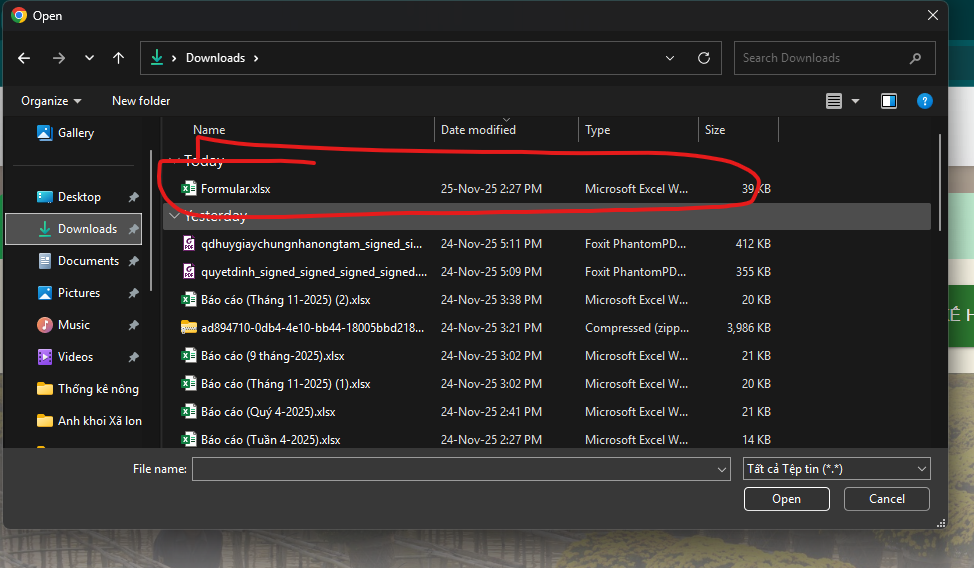 Open
Downloads
Search Downloads
Organize
New folder
Gallery
Desktop
Downloads
Documents
Pictures
Music
Videos
Thống kê nông
Anh khoi Xã lon
Name Date modified Type Size
Today
Formular.xlsx 25-Nov-25 2:27 PM Microsoft Excel W... 39 KB
Yesterday
qdhuygiaychungnhanongtam_signed_si... 24-Nov-25 5:11 PM Foxit PhantomPD... 412 KB
quyetdinh_signed_signed_signed_signed.... 24-Nov-25 5:09 PM Foxit PhantomPD... 355 KB
Báo cáo (Tháng 11-2025) (2).xlsx 24-Nov-25 3:38 PM Microsoft Excel W... 20 KB
ad894710-0db4-4e10-bb44-18005bbd218... 24-Nov-25 3:21 PM Compressed (zipp... 3,986 KB
Báo cáo (9 tháng-2025).xlsx 24-Nov-25 3:02 PM Microsoft Excel W... 21 KB
Báo cáo (Tháng 11-2025) (1).xlsx 24-Nov-25 3:02 PM Microsoft Excel W... 20 KB
Báo cáo (Quý 4-2025).xlsx 24-Nov-25 2:41 PM Microsoft Excel W... 21 KB
Báo cáo (Tuần 4-2025).xlsx 24-Nov-25 2:27 PM Microsoft Excel W... 14 KB
File name:
Tất cả Tệp tin (*.*)
Open
Cancel